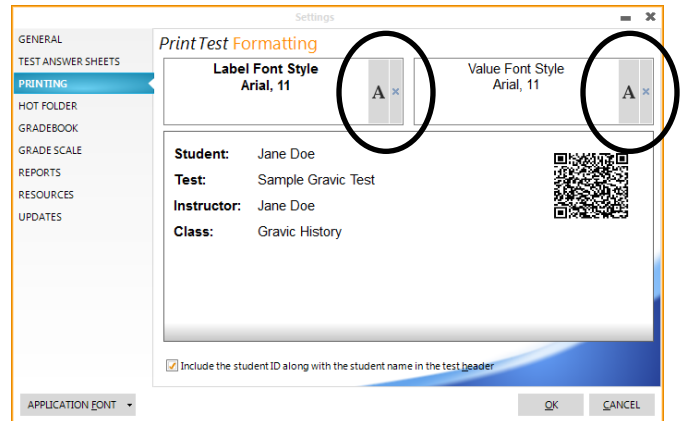 Settings
GENERAL
TEST ANSWER SHEETS
PRINTING
HOT FOLDER
GRADEBOOK
GRADE SCALE
REPORTS
RESOURCES
UPDATES
Print Test Formatting
Label Font Style
Arial, 11
A ×
Value Font Style
Arial, 11
A ×
Student: Jane Doe
Test: Sample Gravic Test
Instructor: Jane Doe
Class: Gravic History
Include the student ID along with the student name in the test header
APPLICATION FONT
OK
CANCEL